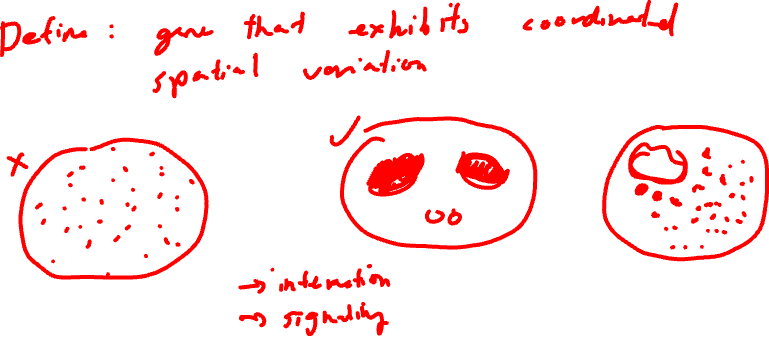 Define : gene that exhibits coordinated
spatial variation
→ interaction
→ signaling